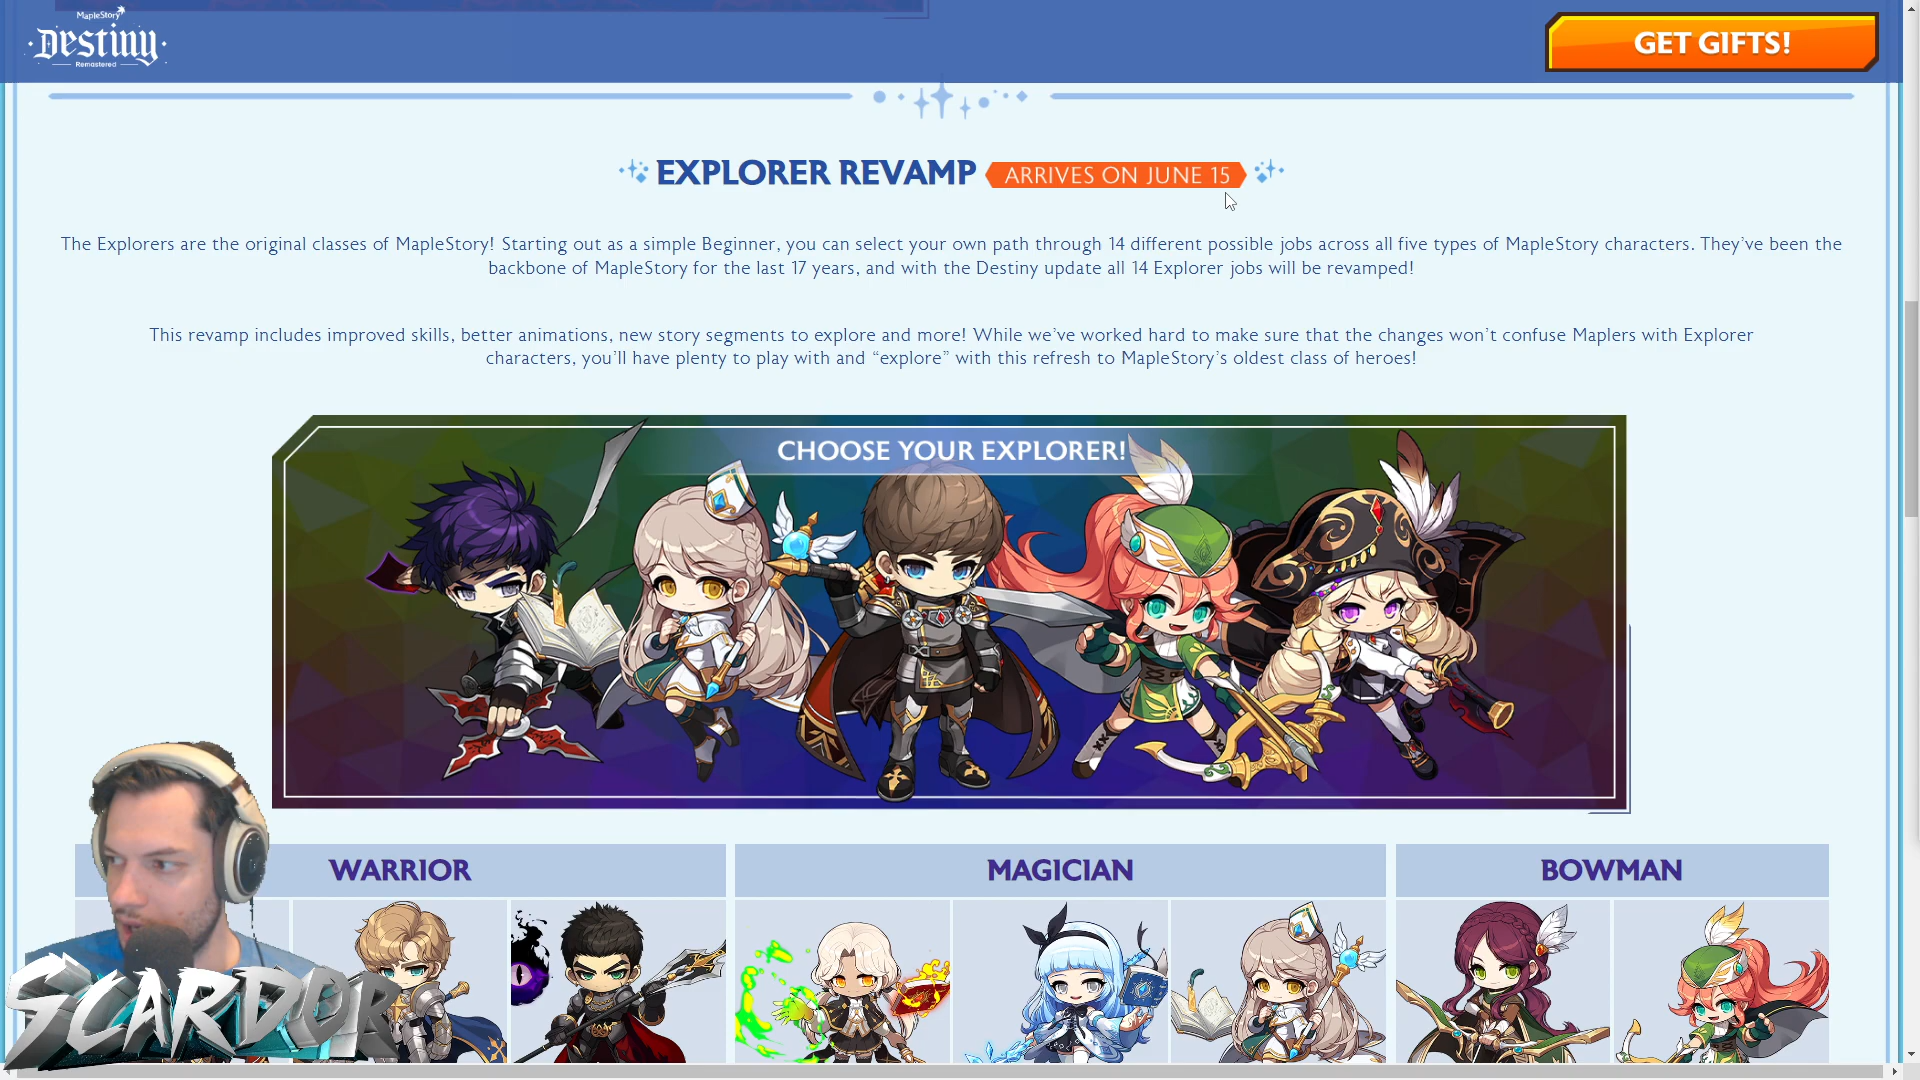 MapleStory
Destiny
Remastered
GET GIFTS!
EXPLORER REVAMP
ARRIVES ON JUNE 15
The Explorers are the original classes of MapleStory! Starting out as a simple Beginner, you can select your own path through 14 different possible jobs across all five types of MapleStory characters. They’ve been the
backbone of MapleStory for the last 17 years, and with the Destiny update all 14 Explorer jobs will be revamped!
This revamp includes improved skills, better animations, new story segments to explore and more! While we’ve worked hard to make sure that the changes won’t confuse Maplers with Explorer
characters, you’ll have plenty to play with and “explore” with this refresh to MapleStory’s oldest class of heroes!
CHOOSE YOUR EXPLORER!
WARRIOR
MAGICIAN
BOWMAN
SCARDOR